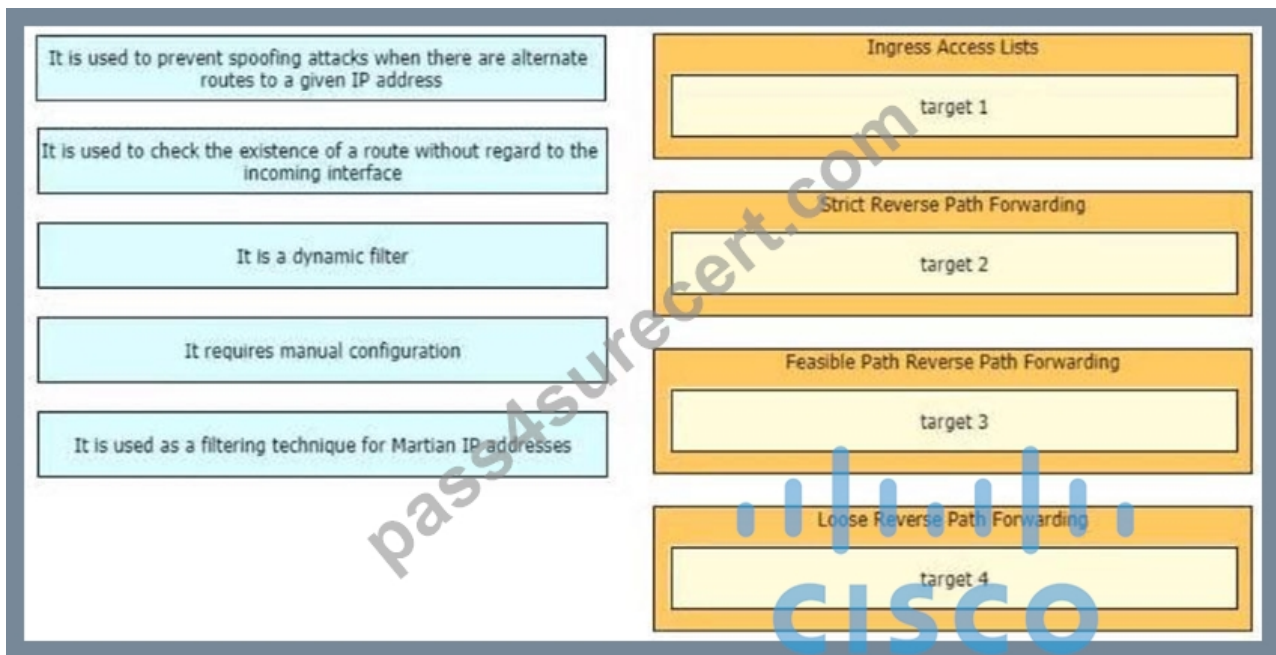 It is used to prevent spoofing attacks when there are alternate
routes to a given IP address
It is used to check the existence of a route without regard to the
incoming interface
It is a dynamic filter
It requires manual configuration
It is used as a filtering technique for Martian IP addresses
Ingress Access Lists
target 1
Strict Reverse Path Forwarding
target 2
Feasible Path Reverse Path Forwarding
target 3
Loose Reverse Path Forwarding
target 4
pass4surecert.com
CISCO